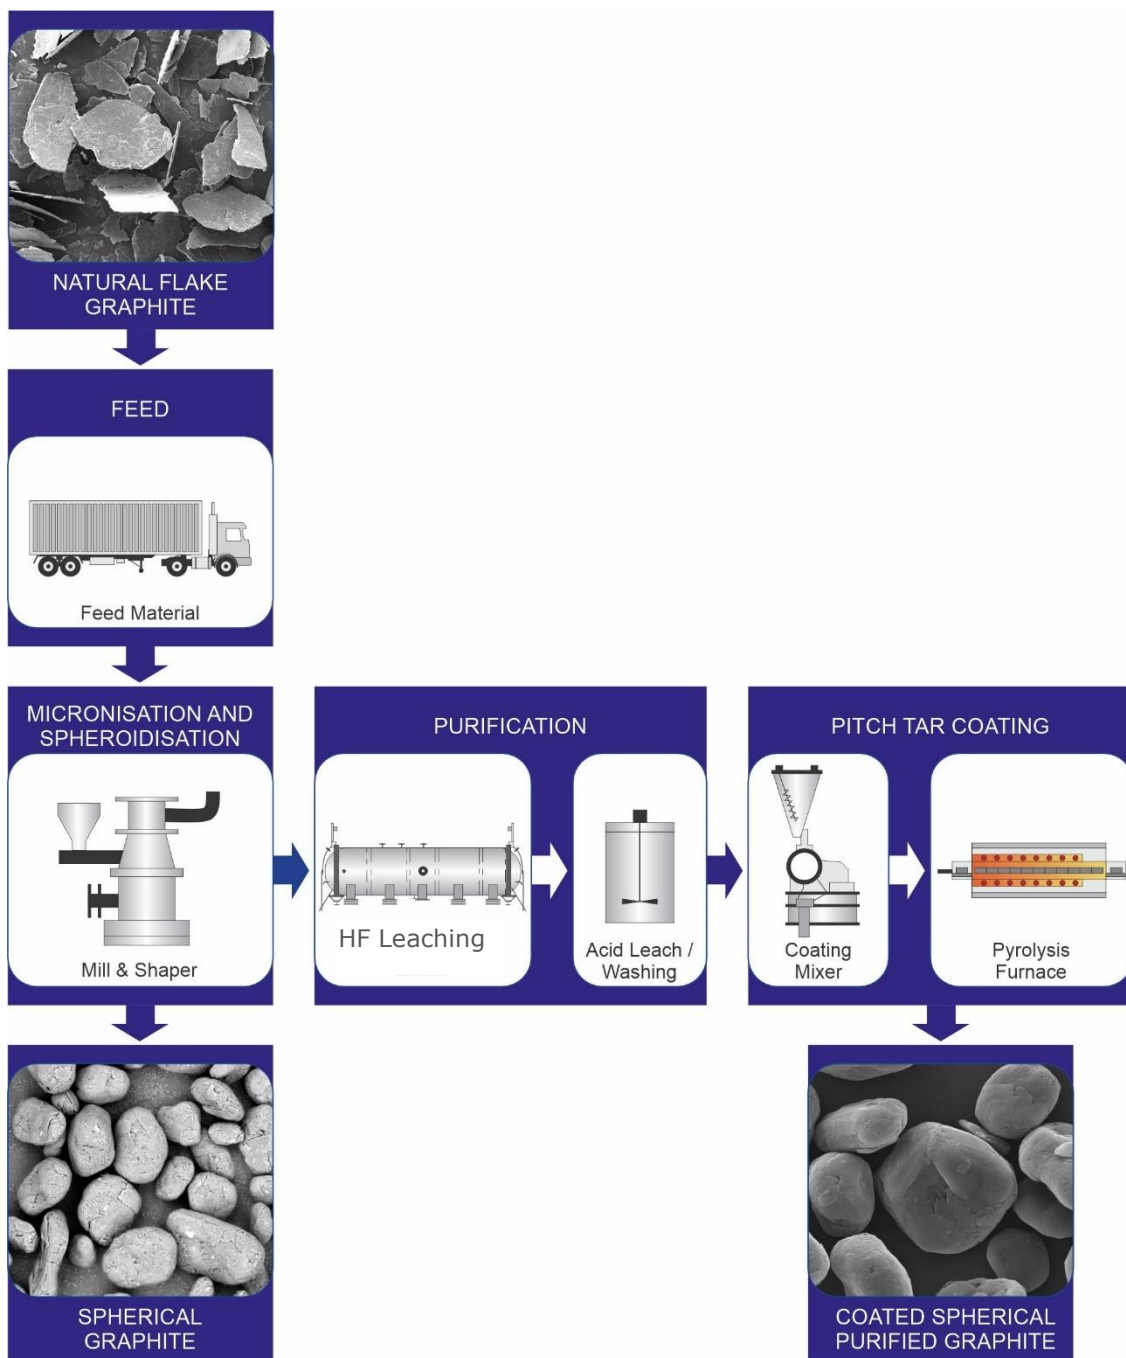 NATURAL FLAKE
GRAPHITE
FEED
Feed Material
MICRONISATION AND
SPHEROIDISATION
Mill & Shaper
PURIFICATION
HF Leaching
Acid Leach /
Washing
PITCH TAR COATING
Coating
Mixer
Pyrolysis
Furnace
SPHERICAL
GRAPHITE
COATED SPHERICAL
PURIFIED GRAPHITE